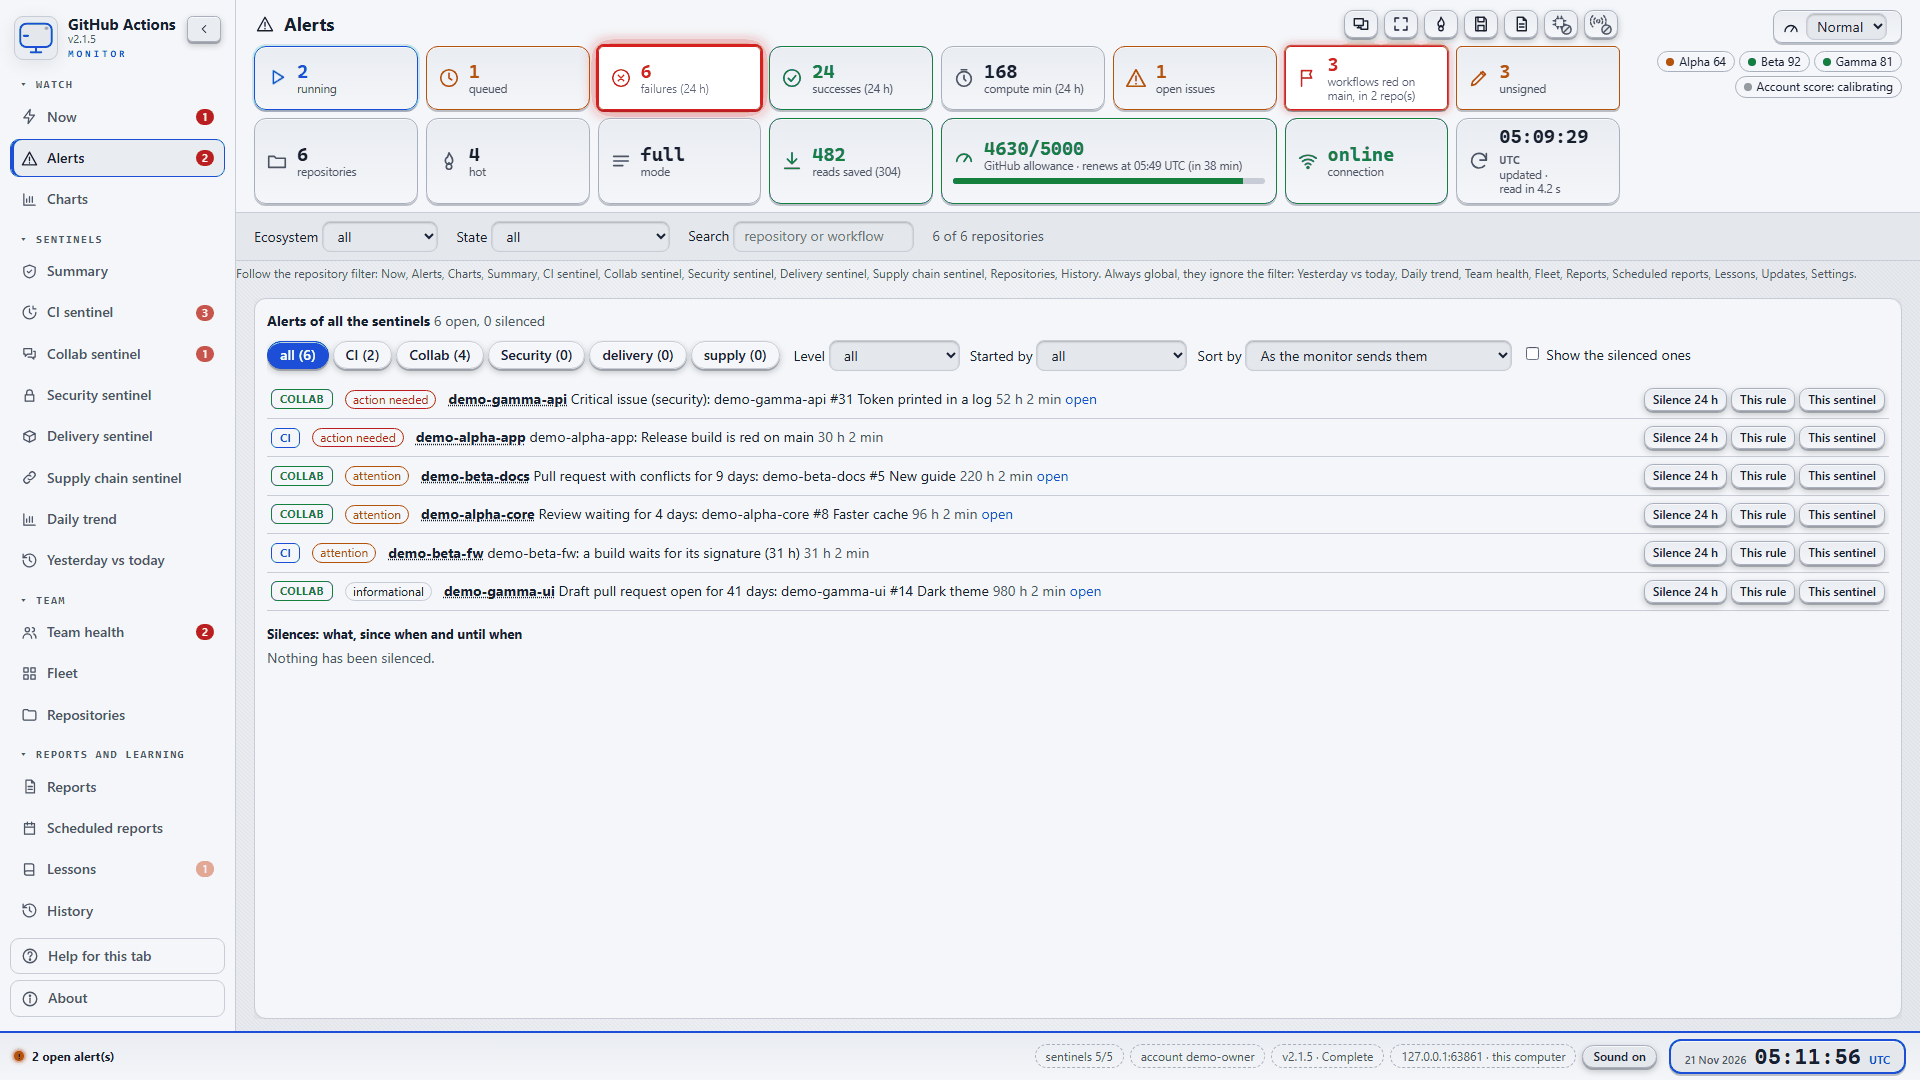 GitHub Actions
v2.1.5
MONITOR
WATCH
Now 1
Alerts 2
Charts
SENTINELS
Summary
CI sentinel 3
Collab sentinel 1
Security sentinel
Delivery sentinel
Supply chain sentinel
Daily trend
Yesterday vs today
TEAM
Team health 2
Fleet
Repositories
REPORTS AND LEARNING
Reports
Scheduled reports
Lessons 1
History
Help for this tab
About
Alerts
Normal
Alpha 64 Beta 92 Gamma 81
Account score: calibrating
2
running
1
queued
6
failures (24 h)
24
successes (24 h)
168
compute min (24 h)
1
open issues
3
workflows red on
main, in 2 repo(s)
3
unsigned
6
repositories
4
hot
full
mode
482
reads saved (304)
4630/5000
GitHub allowance · renews at 05:49 UTC (in 38 min)
online
connection
05:09:29
UTC
updated ·
read in 4.2 s
Ecosystem all State all Search repository or workflow 6 of 6 repositories
Follow the repository filter: Now, Alerts, Charts, Summary, CI sentinel, Collab sentinel, Security sentinel, Delivery sentinel, Supply chain sentinel, Repositories, History. Always global, they ignore the filter: Yesterday vs today, Daily trend, Team health, Fleet, Reports, Scheduled reports, Lessons, Updates, Settings.
Alerts of all the sentinels 6 open, 0 silenced
all (6) CI (2) Collab (4) Security (0) delivery (0) supply (0) Level all Started by all Sort by As the monitor sends them Show the silenced ones
COLLAB action needed demo-gamma-api Critical issue (security): demo-gamma-api #31 Token printed in a log 52 h 2 min open Silence 24 h This rule This sentinel
CI action needed demo-alpha-app demo-alpha-app: Release build is red on main 30 h 2 min Silence 24 h This rule This sentinel
COLLAB attention demo-beta-docs Pull request with conflicts for 9 days: demo-beta-docs #5 New guide 220 h 2 min open Silence 24 h This rule This sentinel
COLLAB attention demo-alpha-core Review waiting for 4 days: demo-alpha-core #8 Faster cache 96 h 2 min open Silence 24 h This rule This sentinel
CI attention demo-beta-fw demo-beta-fw: a build waits for its signature (31 h) 31 h 2 min Silence 24 h This rule This sentinel
COLLAB informational demo-gamma-ui Draft pull request open for 41 days: demo-gamma-ui #14 Dark theme 980 h 2 min open Silence 24 h This rule This sentinel
Silences: what, since when and until when
Nothing has been silenced.
2 open alert(s) sentinels 5/5 account demo-owner v2.1.5 · Complete 127.0.0.1:63861 · this computer Sound on 21 Nov 2026 05:11:56 UTC